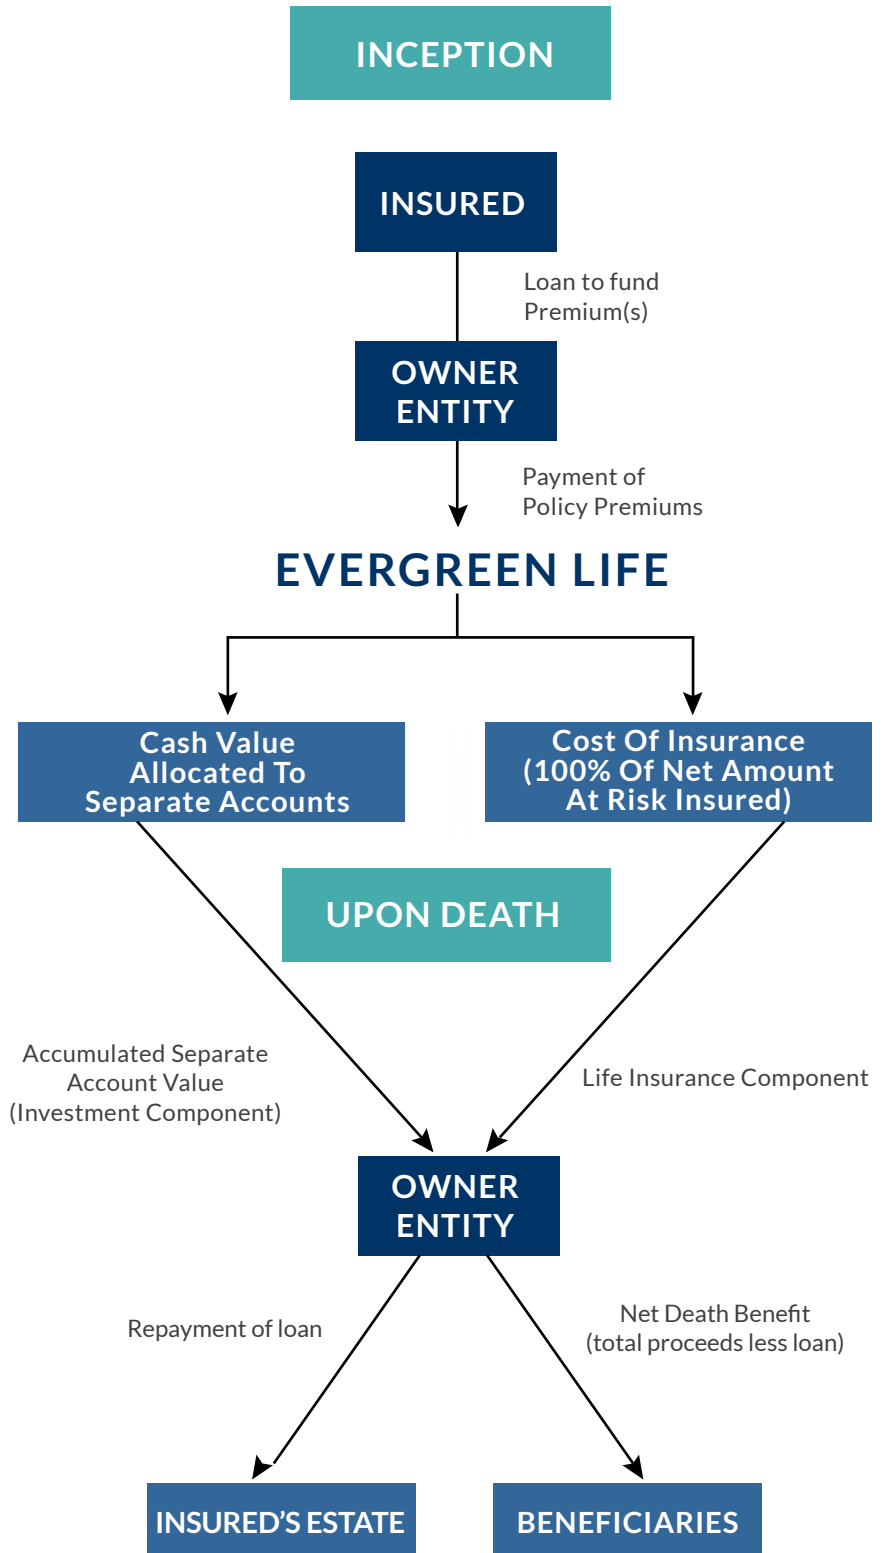 INCEPTION
INSURED
Loan to fund
Premium(s)
OWNER
ENTITY
Payment of
Policy Premiums
EVERGREEN LIFE
Cash Value
Allocated To
Separate Accounts
Cost Of Insurance
(100% Of Net Amount
At Risk Insured)
UPON DEATH
Accumulated Separate
Account Value
(Investment Component)
Life Insurance Component
OWNER
ENTITY
Repayment of loan
Net Death Benefit
(total proceeds less loan)
INSURED'S ESTATE
BENEFICIARIES